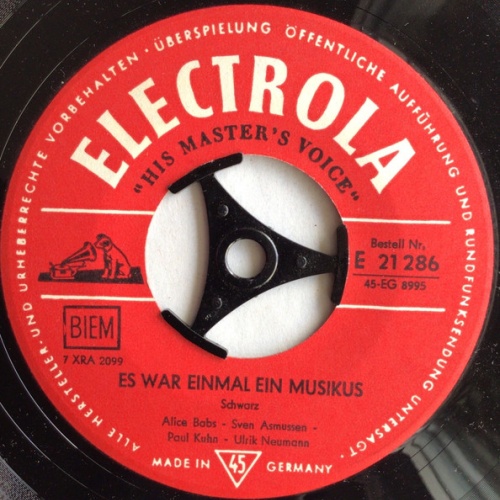 ALLE HERSTELLER- UND URHEBERRECHTE VORBEHALTEN · ÜBERSPIELUNG ÖFFENTLICHE AUFFÜHRUNG UND RUNDFUNKSENDUNG UNTERSAGT ·
ELECTROLA
"HIS MASTER'S VOICE"
Bestell Nr.
E 21 286
45-EG 8995
BIEM
7 XRA 2099
ES WAR EINMAL EIN MUSIKUS
Schwarz
Alice Babs - Sven Asmussen -
Paul Kuhn - Ulrik Neumann
MADE IN 45 GERMANY